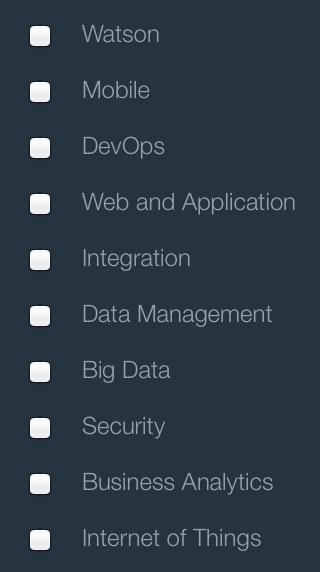 Watson
Mobile
DevOps
Web and Application
Integration
Data Management
Big Data
Security
Business Analytics
Internet of Things